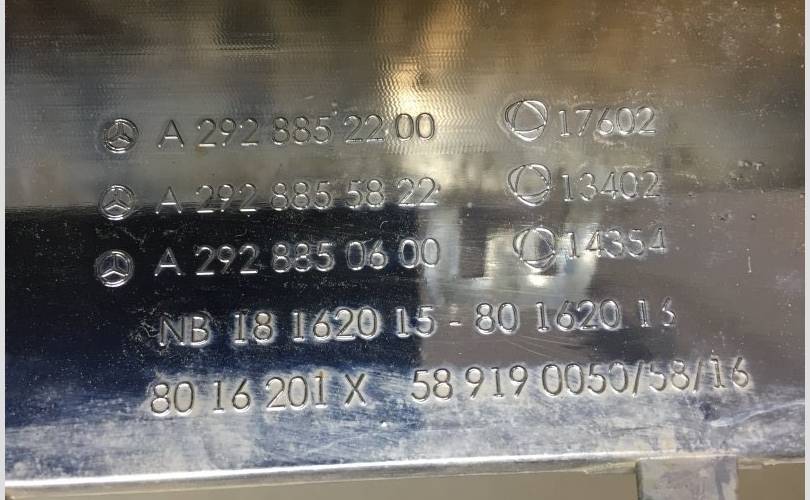 A 292 885 22 00 17602
A 292 885 58 22 13402
A 292 885 06 00 14354
NB 18 1620 15 - 80 1620 16
80 16 201 X 58 919 0050/58/16